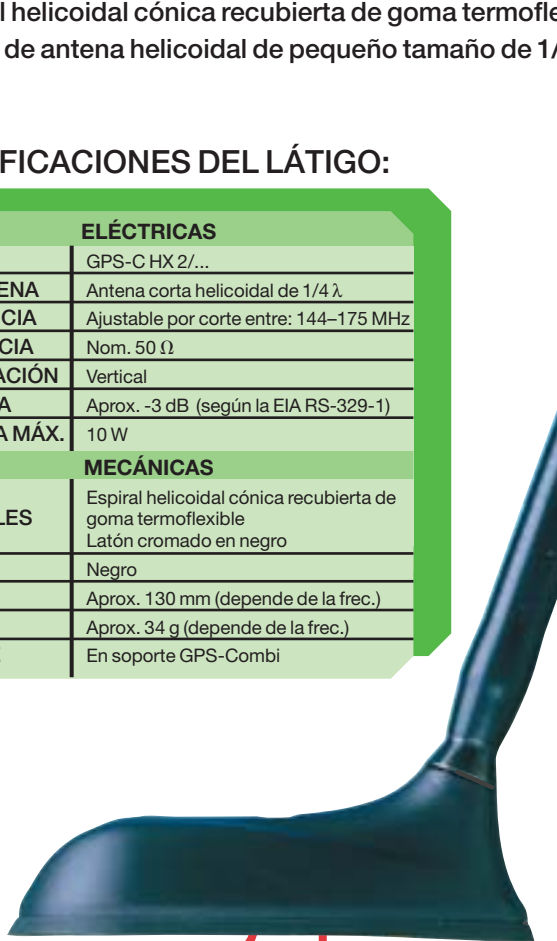 l helicoidal cónica recubierta de goma termofle
de antena helicoidal de pequeño tamaño de 1/
FICACIONES DEL LÁTIGO:
ELÉCTRICAS
GPS-C HX 2/...
ENA Antena corta helicoidal de 1/4 λ
CIA Ajustable por corte entre: 144–175 MHz
CIA Nom. 50 Ω
ACIÓN Vertical
A Aprox. -3 dB (según la EIA RS-329-1)
A MÁX. 10 W
MECÁNICAS
LES Espiral helicoidal cónica recubierta de
goma termoflexible
Latón cromado en negro
Negro
Aprox. 130 mm (depende de la frec.)
Aprox. 34 g (depende de la frec.)
En soporte GPS-Combi